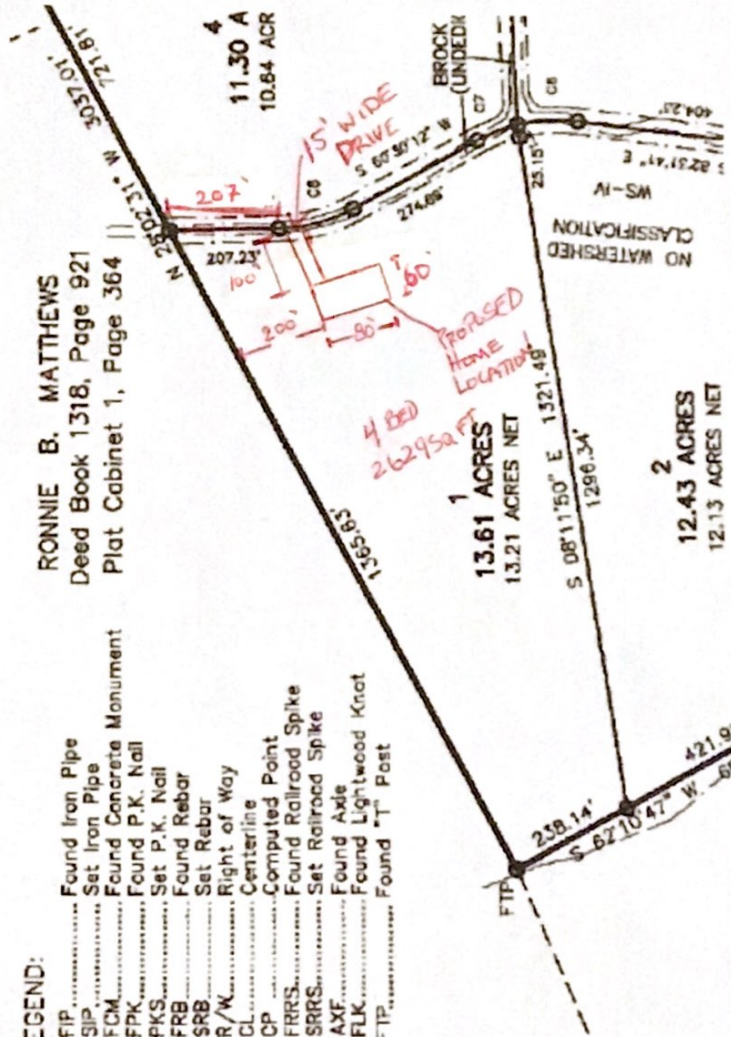 RONNIE B. MATTHEWS
Deed Book 1318, Page 921
Plat Cabinet 1, Page 364
EGEND:
FIP Found Iron Pipe
SIP Set Iron Pipe
FCM Found Concrete Monument
FPK Found P.K. Nail
PKS Set P.K. Nail
FRB Found Rebar
SRB Set Rebar
R/W Right of Way
CL Centerline
CP Computed Point
FRRS Found Railroad Spike
SRRS Set Railroad Spike
AXF Found Axle
FLK Found Lightwood Knot
FTP Found "T" Post
N 25°02'31" W 3037.01'
721.81'
4
11.30 A
10.64 ACR
15' WIDE
DRIVE
207'
207.23'
100'
200'
80'
60'
PROPOSED
HOME
LOCATION
4 BED
2629 SQ FT
C6
S 60°50'12" W
274.69'
BROCK
(UNDEDI
C7
C8
25.15'
404.23'
S 82°31'41" E
WS-IV
NO WATERSHED
CLASSIFICATION
1365.63'
1
13.61 ACRES
13.21 ACRES NET
S 08°11'50" E 1321.49'
1296.34'
2
12.43 ACRES
12.13 ACRES NET
FTP
238.14'
S 62°10'47" W
421.9